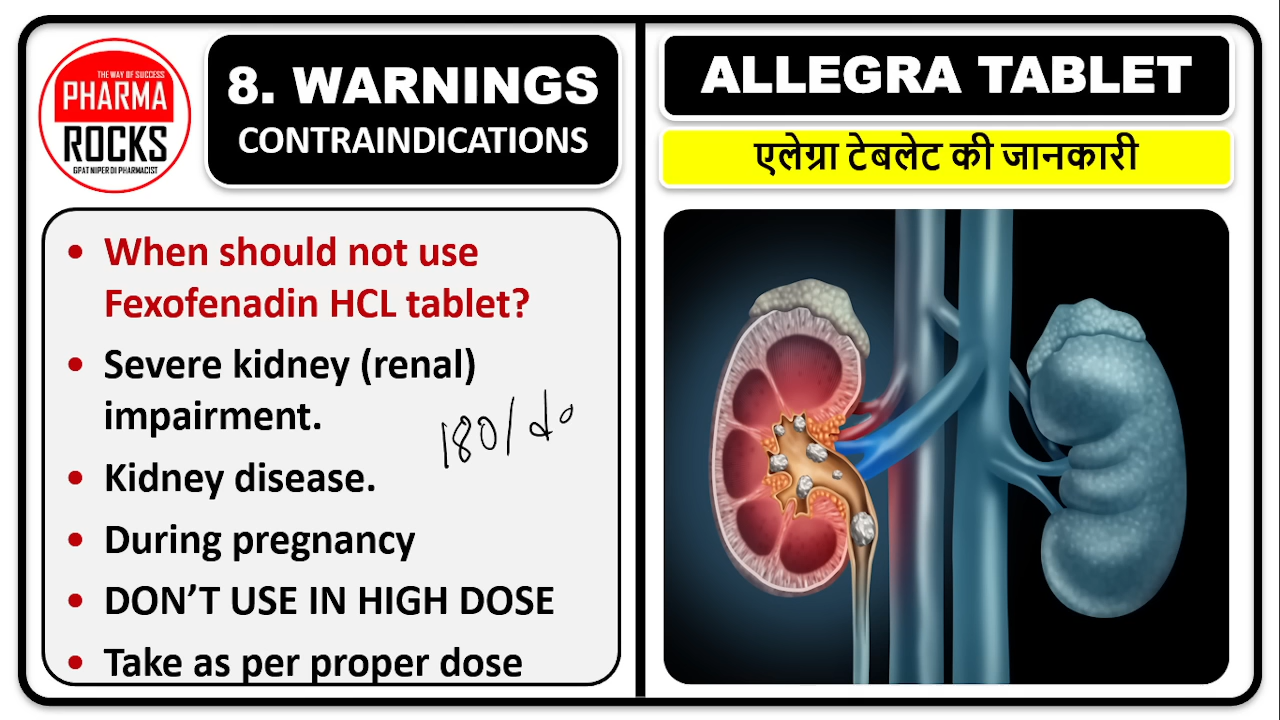 THE WAY OF SUCCESS
PHARMA
ROCKS
GPAT NIPER DI PHARMACIST
8. WARNINGS
CONTRAINDICATIONS
• When should not use
Fexofenadin HCL tablet?
• Severe kidney (renal)
impairment.
180/do
• Kidney disease.
• During pregnancy
• DON’T USE IN HIGH DOSE
• Take as per proper dose
ALLEGRA TABLET
एलेग्रा टेबलेट की जानकारी